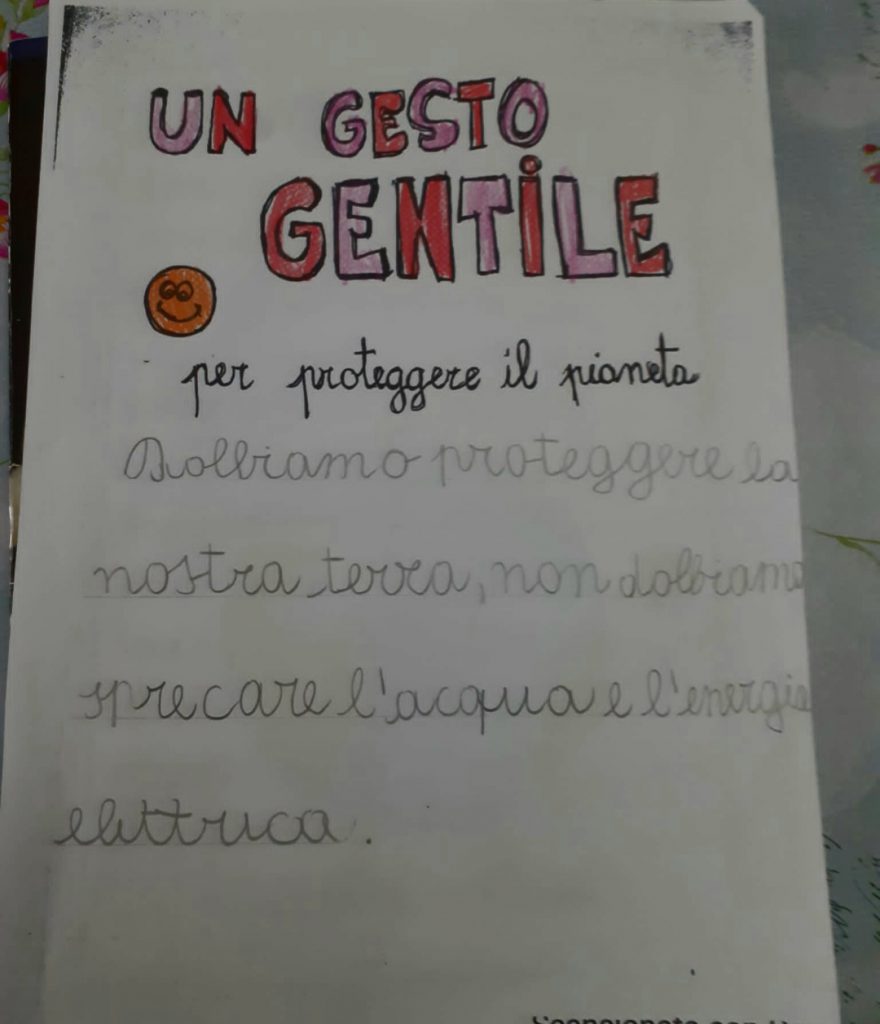 UN GESTO
GENTILE
per proteggere il pianeta
Dobbiamo proteggere la
nostra terra, non dobbiamo
sprecare l'acqua e l'energia
elettrica.